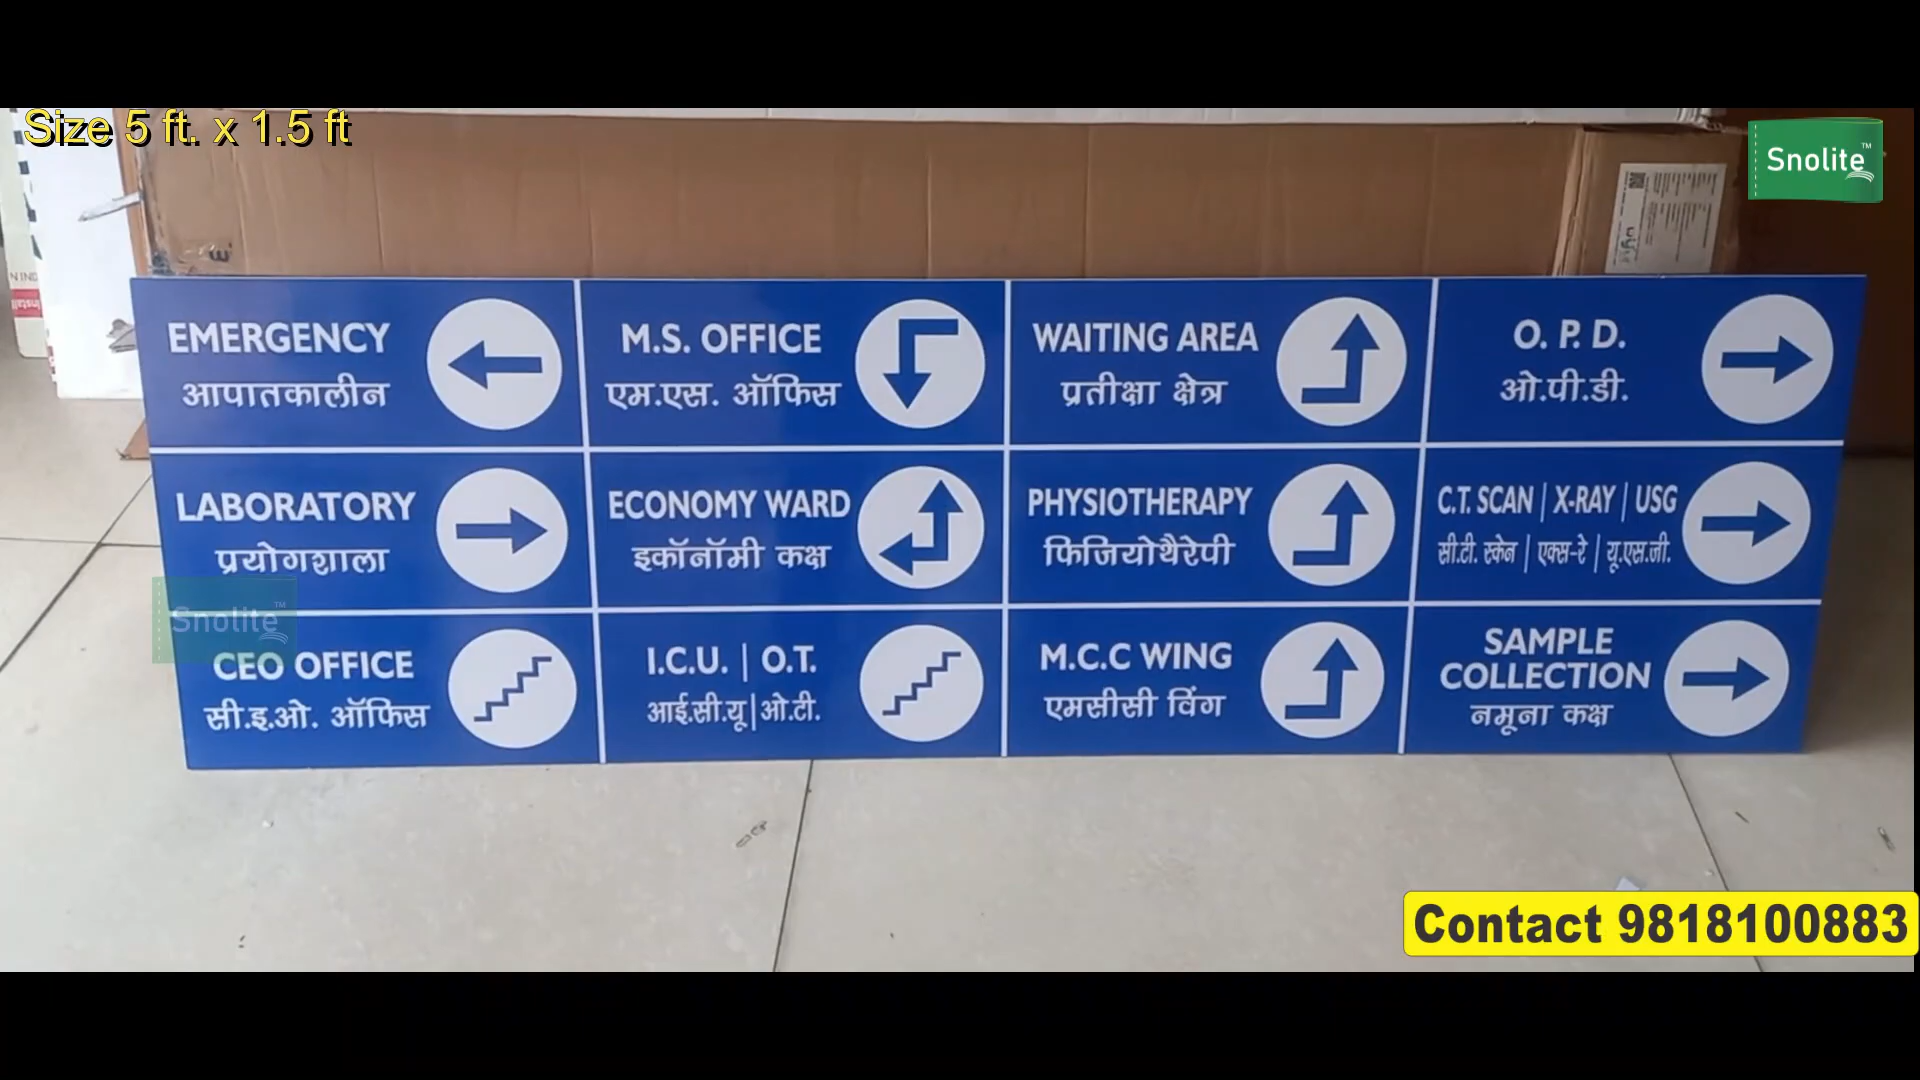 Size 5 ft. x 1.5 ft
Snolite™
EMERGENCY
आपातकालीन
M.S. OFFICE
एम.एस. ऑफिस
WAITING AREA
प्रतीक्षा क्षेत्र
O. P. D.
ओ.पी.डी.
LABORATORY
प्रयोगशाला
ECONOMY WARD
इकॉनॉमी कक्ष
PHYSIOTHERAPY
फिजियोथैरेपी
C.T. SCAN | X-RAY | USG
सी.टी. स्केन | एक्स-रे | यू.एस.जी.
Snolite™
CEO OFFICE
सी.इ.ओ. ऑफिस
I.C.U. | O.T.
आई.सी.यू|ओ.टी.
M.C.C WING
एमसीसी विंग
SAMPLE
COLLECTION
नमूना कक्ष
Contact 9818100883